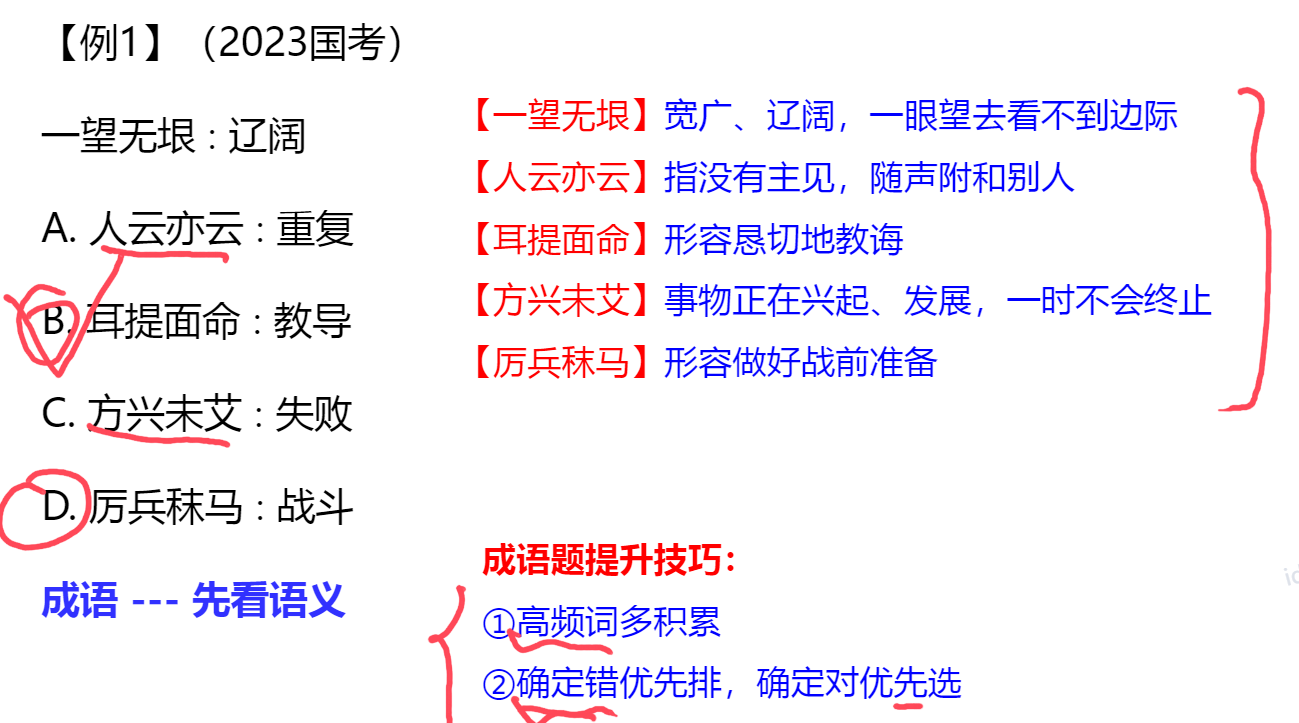 【例1】（2023国考）
一望无垠 : 辽阔
A. 人云亦云 : 重复
B. 耳提面命 : 教导
C. 方兴未艾 : 失败
D. 厉兵秣马 : 战斗
成语 --- 先看语义
【一望无垠】宽广、辽阔，一眼望去看不到边际
【人云亦云】指没有主见，随声附和别人
【耳提面命】形容恳切地教诲
【方兴未艾】事物正在兴起、发展，一时不会终止
【厉兵秣马】形容做好战前准备
成语题提升技巧：
①高频词多积累
②确定错优先排，确定对优先选